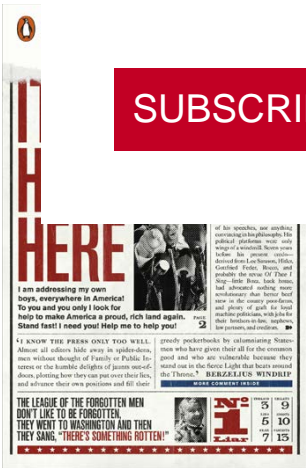 SUBSCRI
HERE
of his speeches, nor anything
convincing in his philosophy. His
political platforms were only
wings of a windmill. Seven years
before his present credo—
derived from Lee Sarason, Hitler,
Gottfried Feder, Rocco, and
probably the revue Of Thee I
Sing—little Buzz, back home,
had advocated nothing more
revolutionary than better beef
stew in the county poor-farms,
and plenty of graft for loyal
machine politicians, with jobs for
their brothers-in-law, nephews,
law partners, and creditors.
I am addressing my own
boys, everywhere in America!
To you and you only I look for
help to make America a proud, rich land again.
Stand fast! I need you! Help me to help you!
PAGE
2
“I KNOW THE PRESS ONLY TOO WELL.
Almost all editors hide away in spider-dens,
men without thought of Family or Public In-
terest or the humble delights of jaunts out-of-
doors, plotting how they can put over their lies,
and advance their own positions and fill their
greedy pocketbooks by calumniating States-
men who have given their all for the common
good and who are vulnerable because they
stand out in the fierce Light that beats around
the Throne.” BERZELIUS WINDRIP
MORE COMMENT INSIDE
THE LEAGUE OF THE FORGOTTEN MEN
DON'T LIKE TO BE FORGOTTEN,
THEY WENT TO WASHINGTON AND THEN
THEY SANG, “THERE'S SOMETHING ROTTEN!”
No 1
Liar
3 9
5 10
7 13